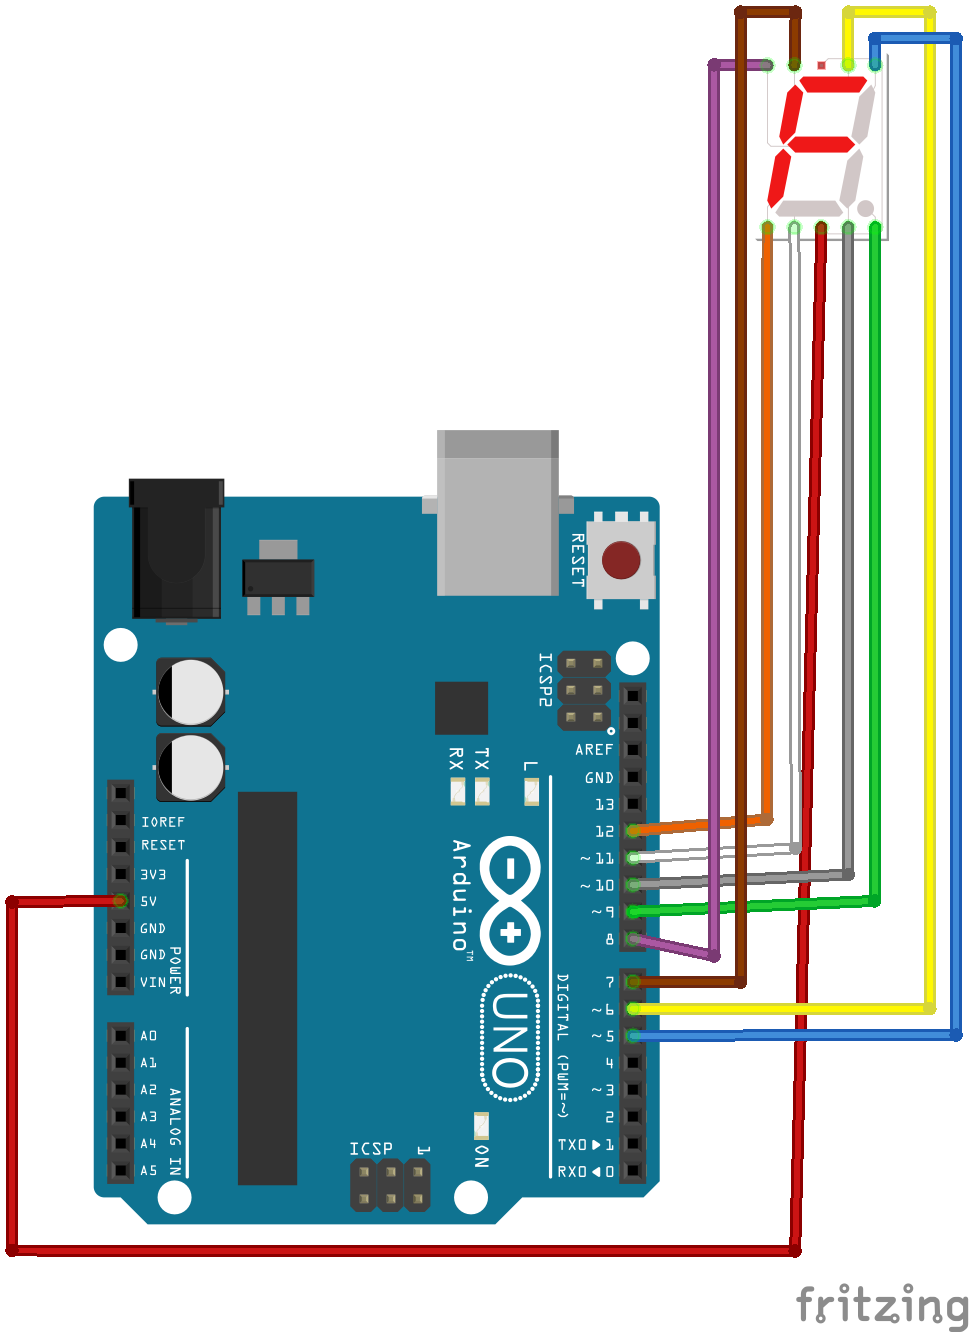 RESET
ICSP2
AREF
GND
13
12
~11
~10
~9
8
7
~6
~5
4
~3
2
TX0▶1
RX0◀0
RX
TX
L
IOREF
RESET
3V3
5V
GND
GND
VIN
POWER
A0
A1
A2
A3
A4
A5
ANALOG IN
Arduino™
UNO
DIGITAL (PWM=~)
ON
ICSP
1
fritzing